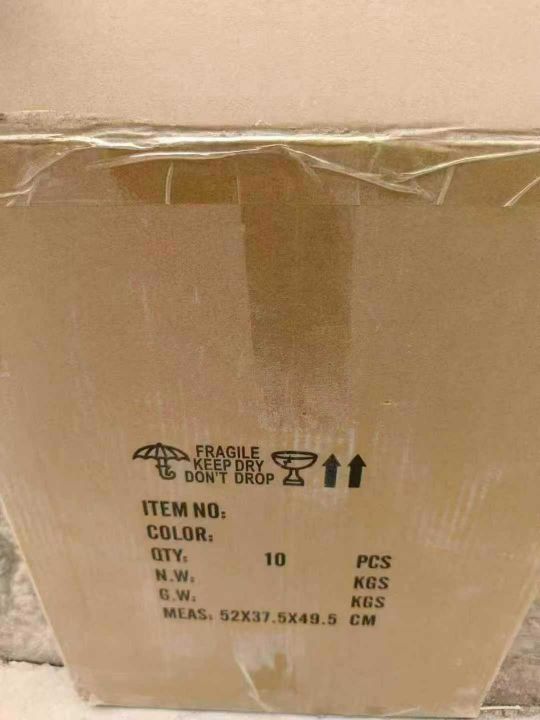 FRAGILE
KEEP DRY
DON'T DROP
ITEM NO:
COLOR:
QTY: 10 PCS
N.W: KGS
G.W: KGS
MEAS: 52X37.5X49.5 CM